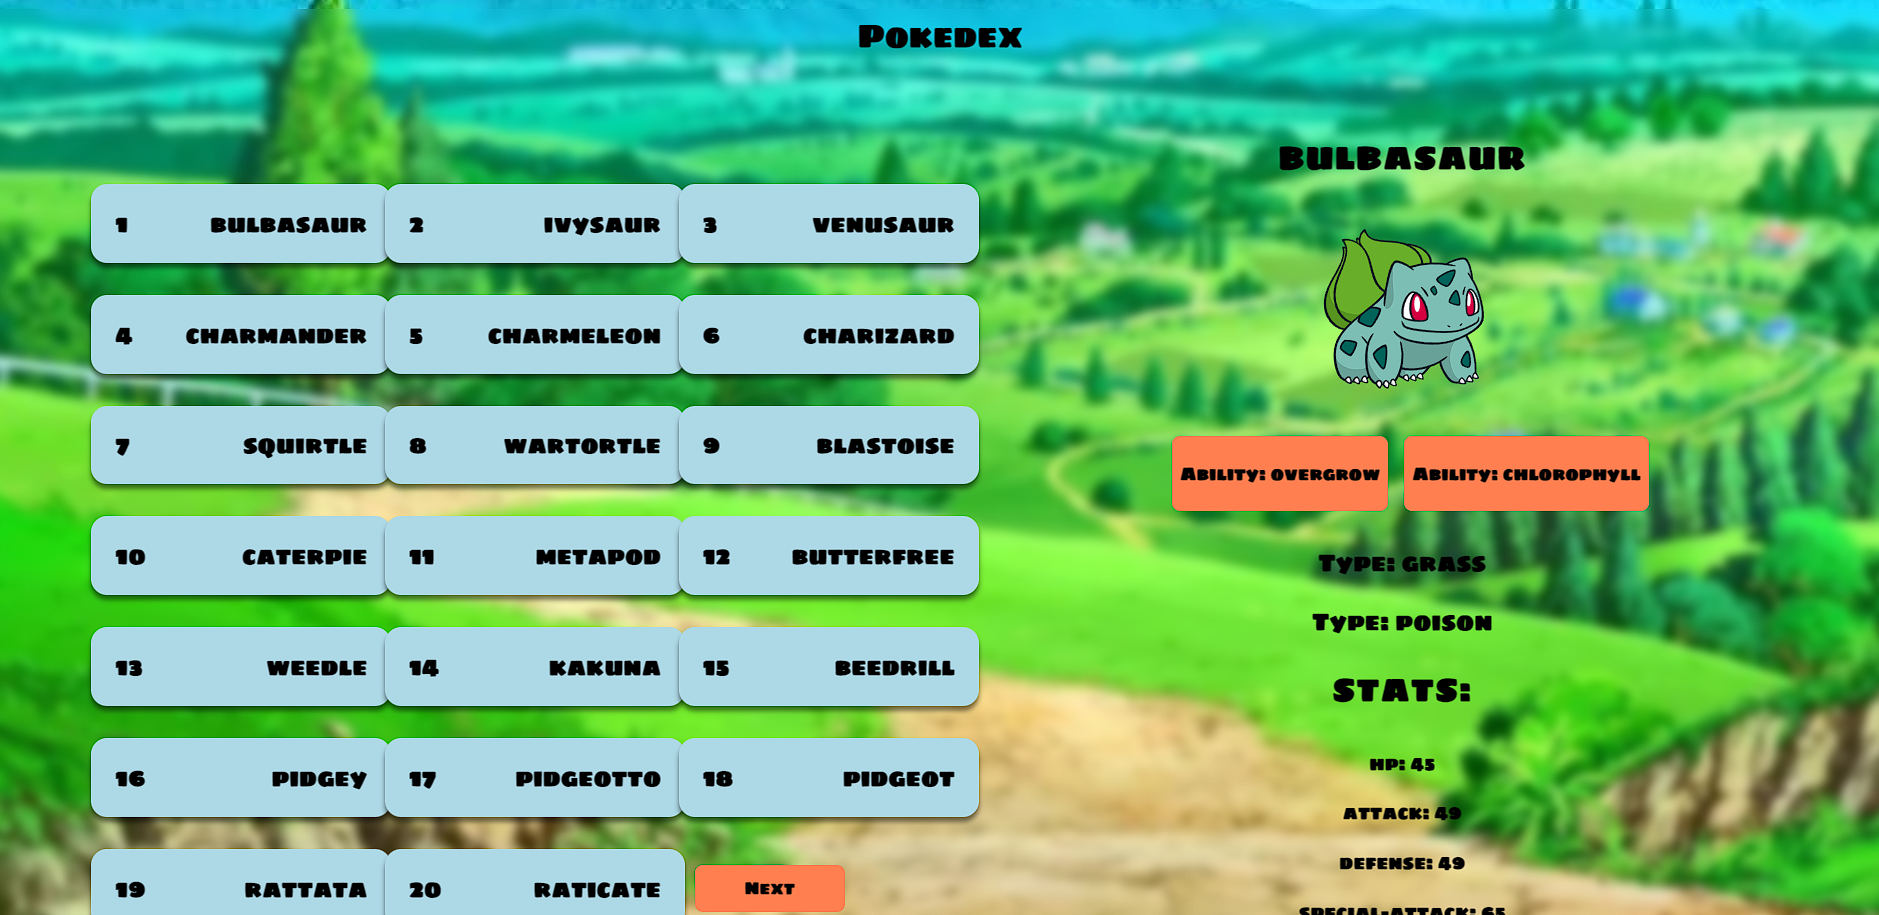 Pokedex
1 BULBASAUR
2 IVYSAUR
3 VENUSAUR
4 CHARMANDER
5 CHARMELEON
6 CHARIZARD
7 SQUIRTLE
8 WARTORTLE
9 BLASTOISE
10 CATERPIE
11 METAPOD
12 BUTTERFREE
13 WEEDLE
14 KAKUNA
15 BEEDRILL
16 PIDGEY
17 PIDGEOTTO
18 PIDGEOT
19 RATTATA
20 RATICATE
Next
BULBASAUR
Ability: overgrow
Ability: chlorophyll
Type: grass
Type: poison
STATS:
hp: 45
attack: 49
defense: 49
special-attack: 65